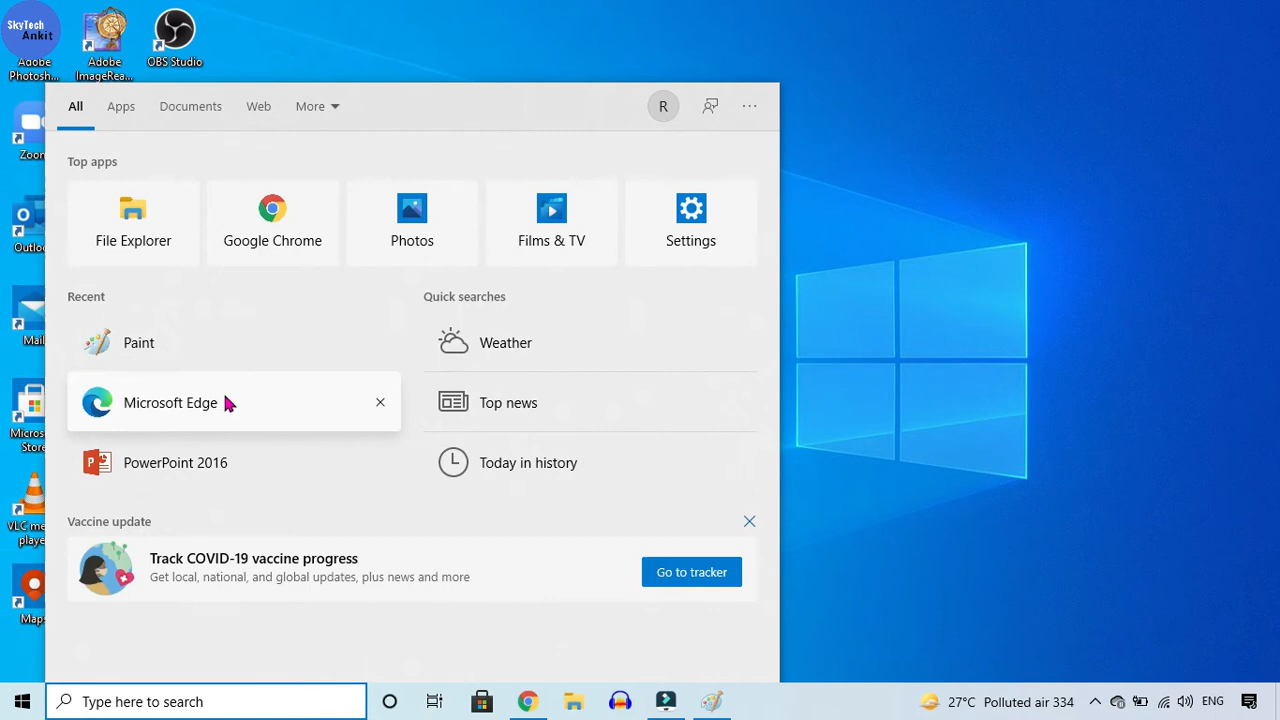 SkyTech
Ankit
Adobe
Photosh...
Adobe
ImageRea...
OBS Studio
Zoom
Outlo
Mail
Micros
Store
VLC me
playe
Maps
All
Apps
Documents
Web
More
R
Top apps
File Explorer
Google Chrome
Photos
Films & TV
Settings
Recent
Quick searches
Paint
Weather
Microsoft Edge
Top news
PowerPoint 2016
Today in history
Vaccine update
Track COVID-19 vaccine progress
Get local, national, and global updates, plus news and more
Go to tracker
Type here to search
27°C Polluted air 334
ENG